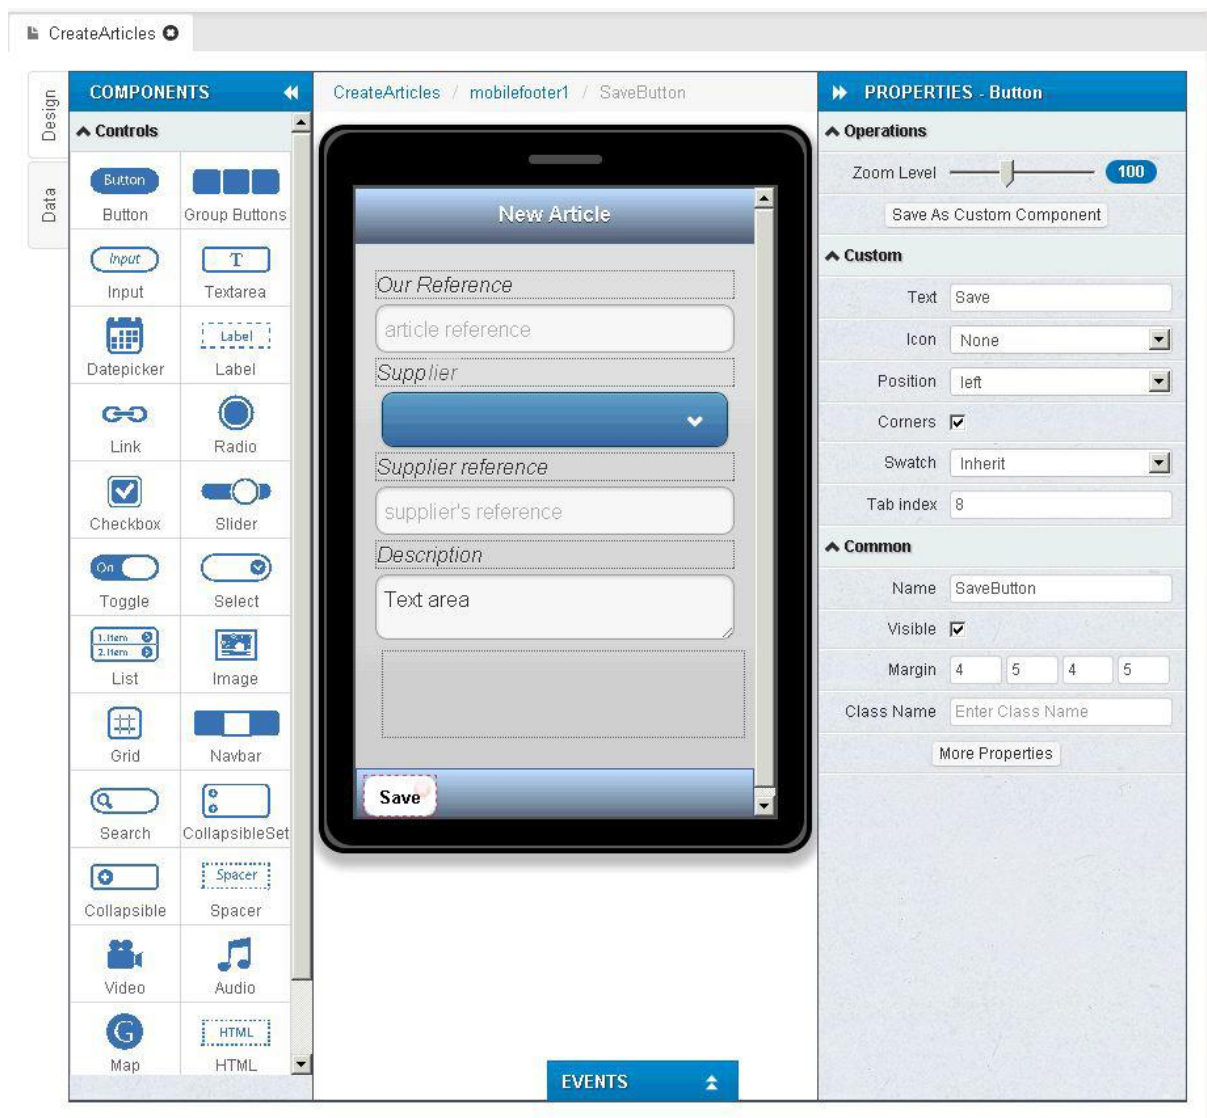 CreateArticles
Design
Data
COMPONENTS
Controls
Button
Button
Group Buttons
Input
Input
T
Textarea
Datepicker
Label
Label
Link
Radio
Checkbox
Slider
On
Toggle
Select
1.Item
2.Item
List
Image
Grid
Navbar
Search
CollapsibleSet
Collapsible
Spacer
Spacer
Video
Audio
G
Map
HTML
HTML
CreateArticles / mobilefooter1 / SaveButton
New Article
Our Reference
article reference
Supplier
Supplier reference
supplier's reference
Description
Text area
Save
EVENTS
PROPERTIES - Button
Operations
Zoom Level 100
Save As Custom Component
Custom
Text Save
Icon None
Position left
Corners
Swatch Inherit
Tab index 8
Common
Name SaveButton
Visible
Margin 4 5 4 5
Class Name Enter Class Name
More Properties